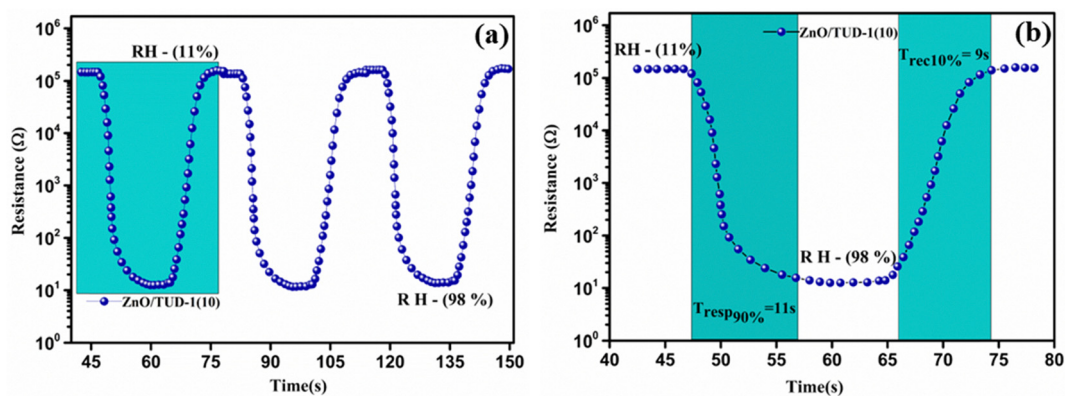 (a)
RH - (11%)
R H - (98 %)
ZnO/TUD-1(10)
Resistance (Ω)
10⁶
10⁵
10⁴
10³
10²
10¹
10⁰
45 60 75 90 105 120 135 150
Time(s)
(b)
ZnO/TUD-1(10)
RH - (11%)
Trec10%= 9s
R H - (98 %)
Tresp90%=11s
Resistance (Ω)
10⁶
10⁵
10⁴
10³
10²
10¹
10⁰
40 45 50 55 60 65 70 75 80
Time(s)